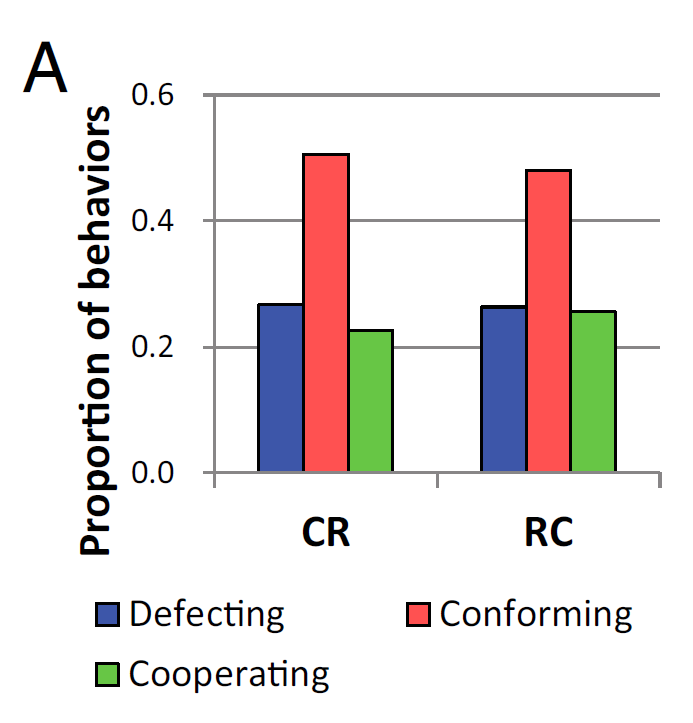 A
Proportion of behaviors
0.6
0.4
0.2
0.0
CR RC
Defecting Conforming
Cooperating